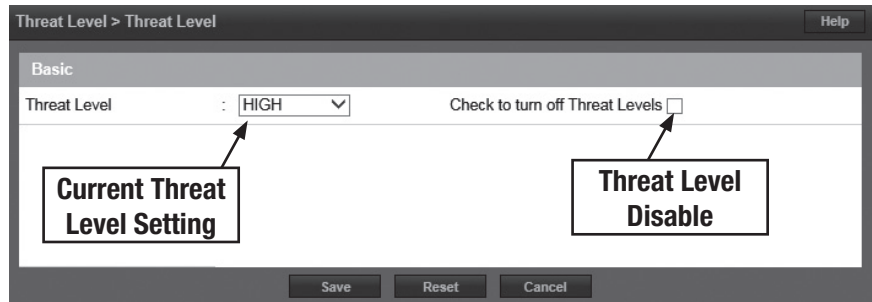 Threat Level > Threat Level
Help
Basic
Threat Level : HIGH Check to turn off Threat Levels
Current Threat
Level Setting
Threat Level
Disable
Save Reset Cancel